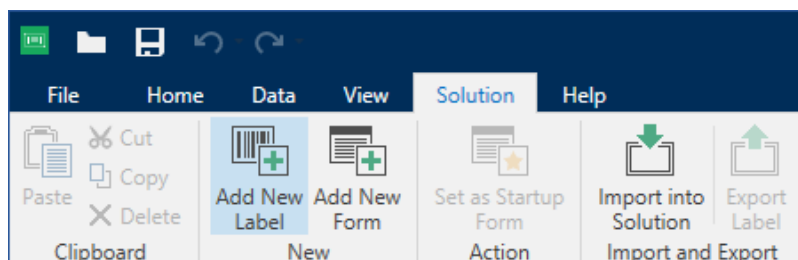 File Home Data View Solution Help
Paste
Cut
Copy
Delete
Clipboard
Add New
Label
Add New
Form
New
Set as Startup
Form
Action
Import into
Solution
Export
Label
Import and Export